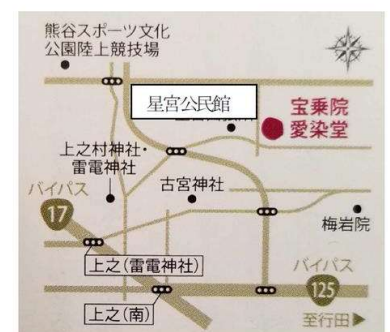 熊谷スポーツ文化
公園陸上競技場
星宮公民館
宝乗院
愛染堂
上之村神社・
雷電神社
古宮神社
バイパス
17
梅岩院
上之(雷電神社)
バイパス
125
上之(南)
至行田▶